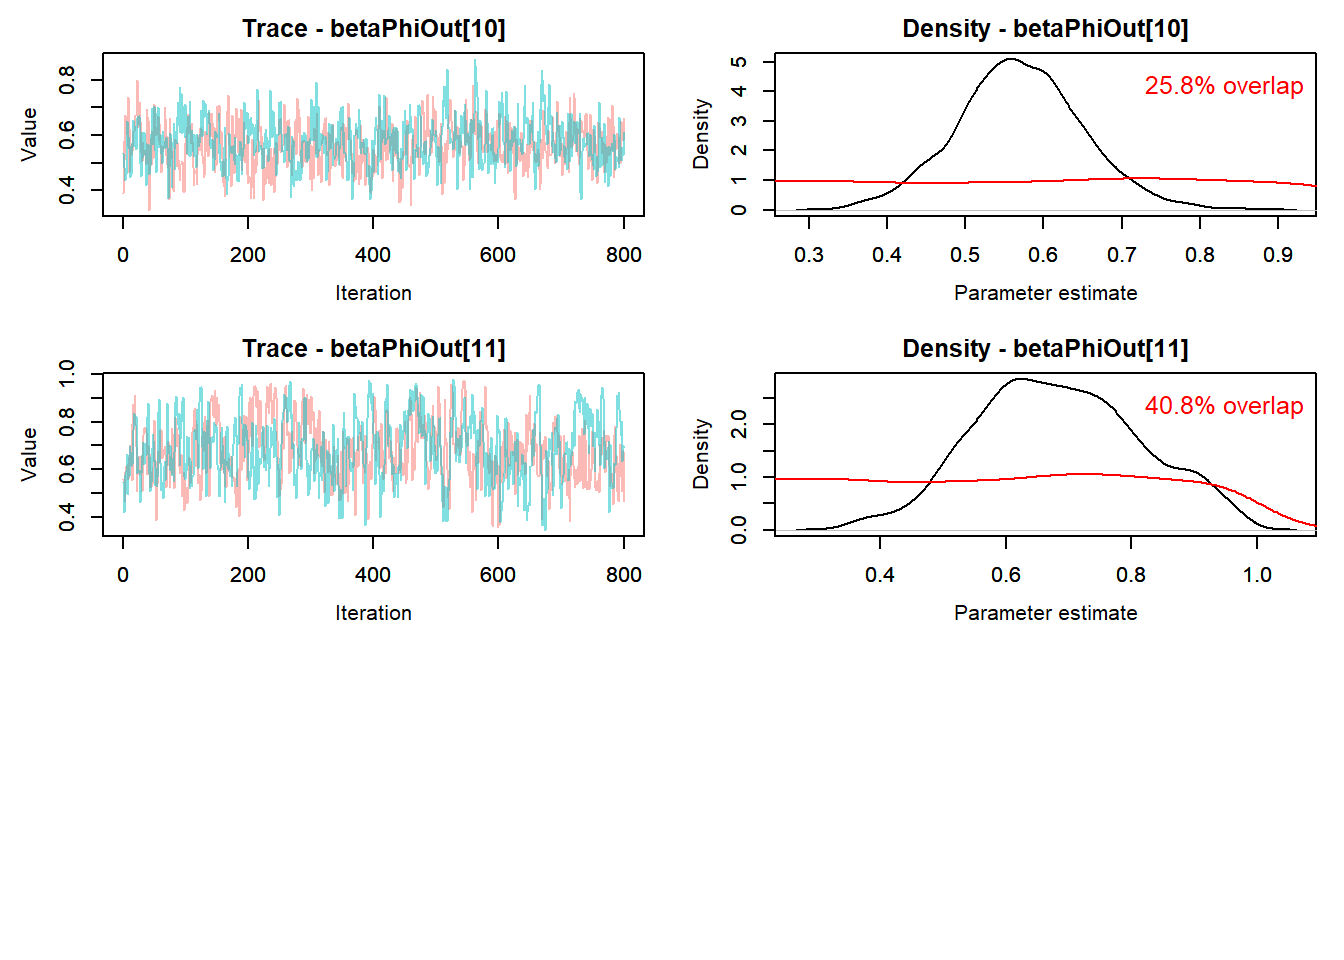 Trace - betaPhiOut[10]
Value
0.4 0.6 0.8
0 200 400 600 800
Iteration
Density - betaPhiOut[10]
Density
0 1 2 3 4 5
25.8% overlap
0.3 0.4 0.5 0.6 0.7 0.8 0.9
Parameter estimate
Trace - betaPhiOut[11]
Value
0.4 0.6 0.8 1.0
0 200 400 600 800
Iteration
Density - betaPhiOut[11]
Density
0.0 1.0 2.0
40.8% overlap
0.4 0.6 0.8 1.0
Parameter estimate